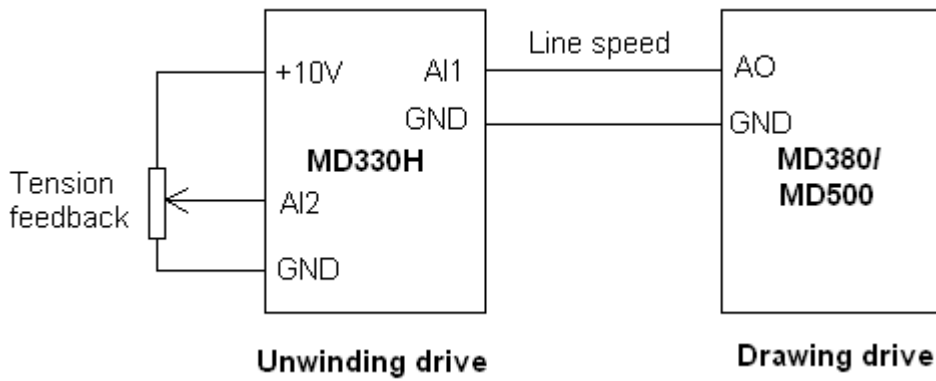 Line speed
+10V
AI1
AO
GND
GND
MD330H
MD380/
MD500
Tension
feedback
AI2
GND
Unwinding drive
Drawing drive